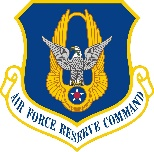 AIR FORCE RESERVE COMMAND